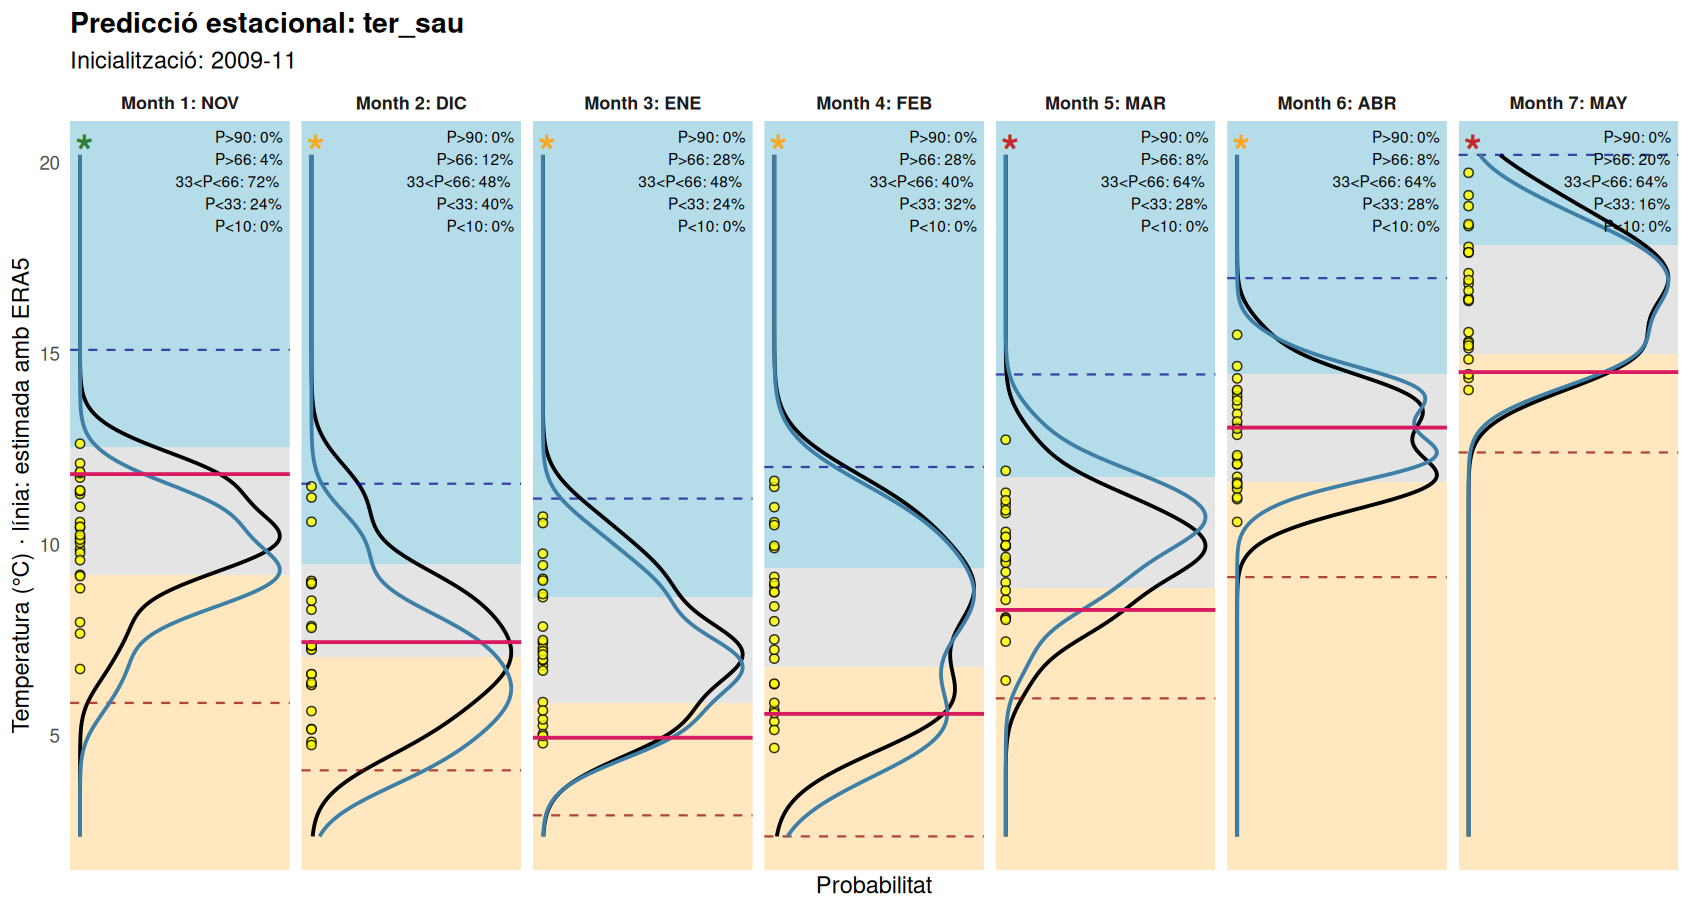 Predicció estacional: ter_sau
Inicialització: 2009-11
Month 1: NOV
Month 2: DIC
Month 3: ENE
Month 4: FEB
Month 5: MAR
Month 6: ABR
Month 7: MAY
*
P>90: 0%
P>66: 4%
33<P<66: 72%
P<33: 24%
P<10: 0%
*
P>90: 0%
P>66: 12%
33<P<66: 48%
P<33: 40%
P<10: 0%
*
P>90: 0%
P>66: 28%
33<P<66: 48%
P<33: 24%
P<10: 0%
*
P>90: 0%
P>66: 28%
33<P<66: 40%
P<33: 32%
P<10: 0%
*
P>90: 0%
P>66: 8%
33<P<66: 64%
P<33: 28%
P<10: 0%
*
P>90: 0%
P>66: 8%
33<P<66: 64%
P<33: 28%
P<10: 0%
*
P>90: 0%
P>66: 20%
33<P<66: 64%
P<33: 16%
P<10: 0%
20
15
10
5
Temperatura (°C) · línia: estimada amb ERA5
Probabilitat